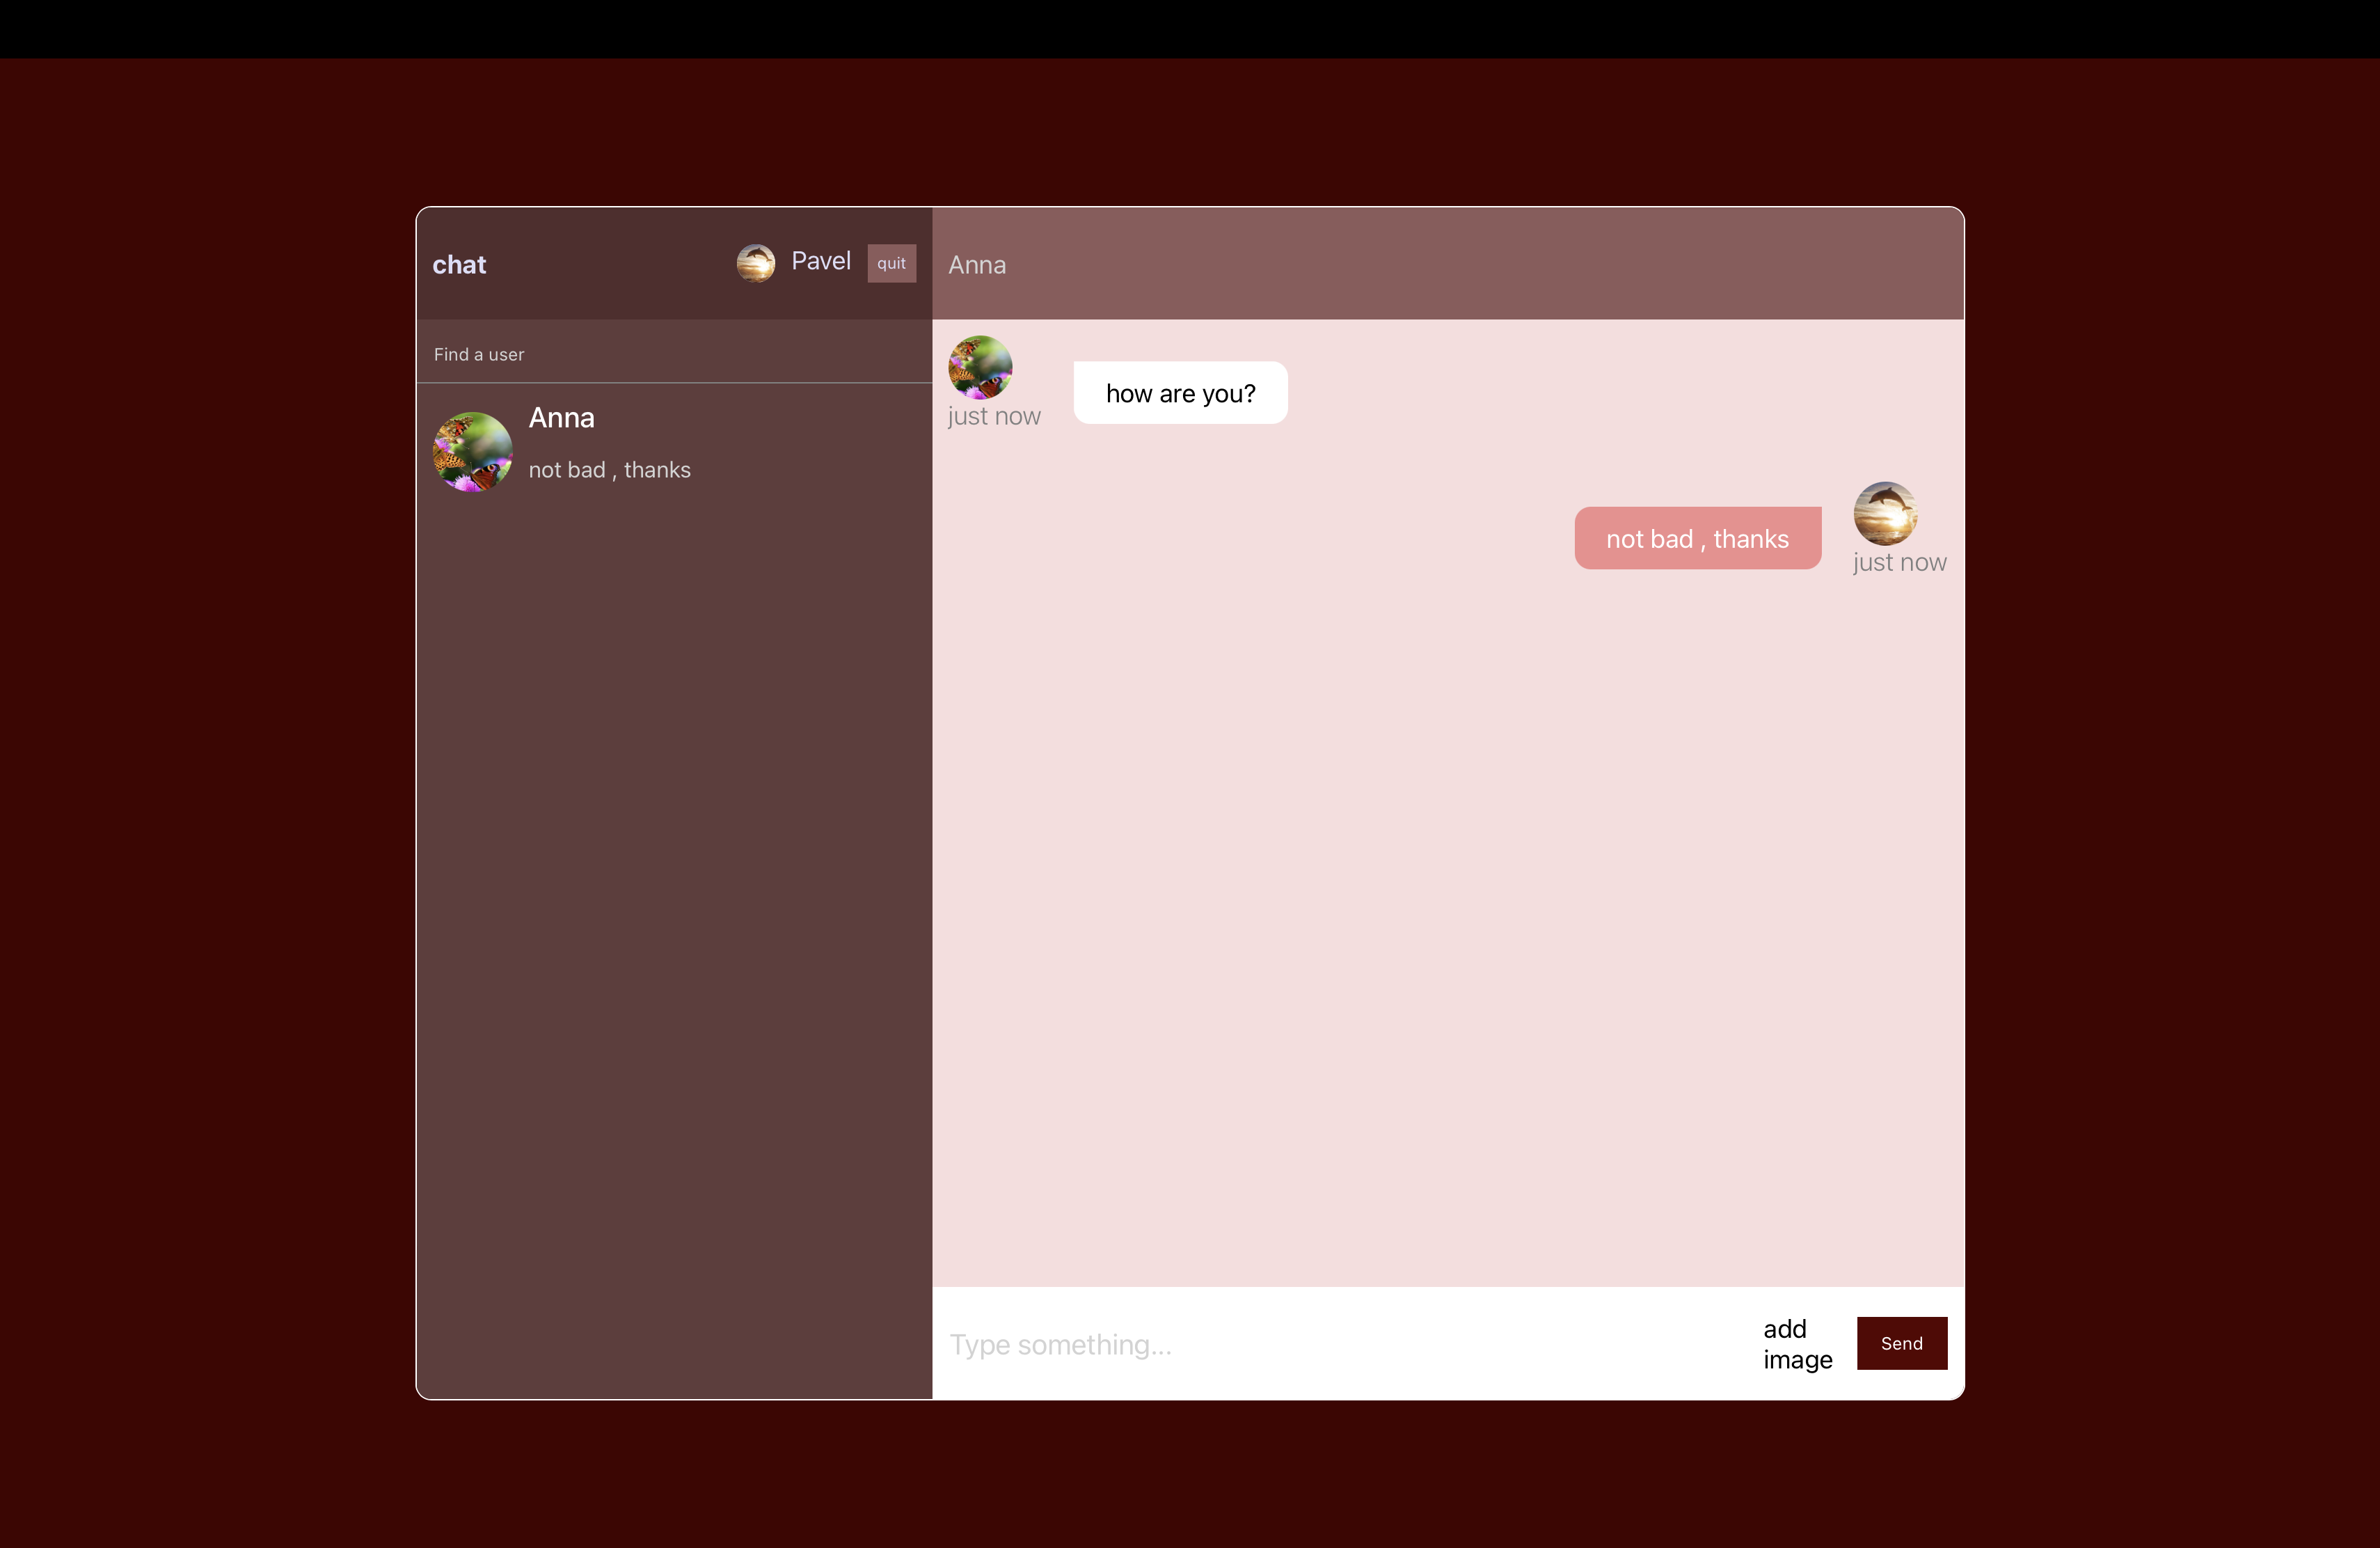 chat
Pavel
quit
Find a user
Anna
not bad , thanks
Anna
how are you?
just now
not bad , thanks
just now
Type something...
add
image
Send